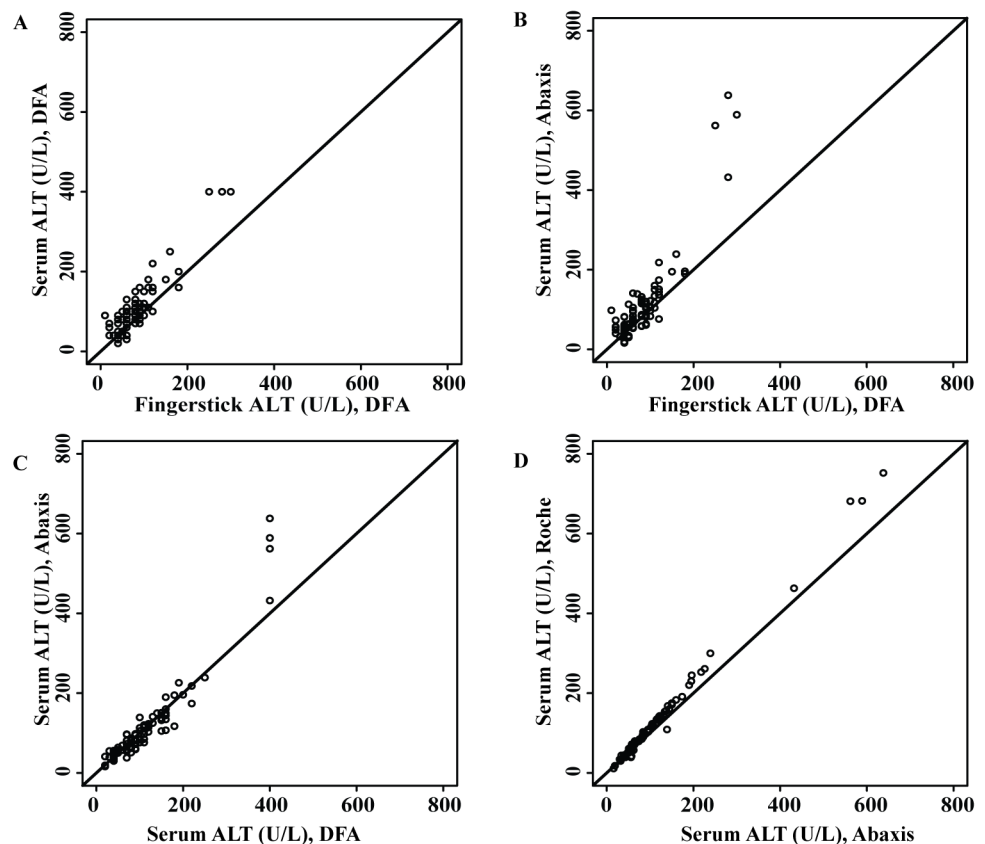 A
Serum ALT (U/L), DFA
0 200 400 600 800
0 200 400 600 800
Fingerstick ALT (U/L), DFA
B
Serum ALT (U/L), Abaxis
0 200 400 600 800
0 200 400 600 800
Fingerstick ALT (U/L), DFA
C
Serum ALT (U/L), Abaxis
0 200 400 600 800
0 200 400 600 800
Serum ALT (U/L), DFA
D
Serum ALT (U/L), Roche
0 200 400 600 800
0 200 400 600 800
Serum ALT (U/L), Abaxis